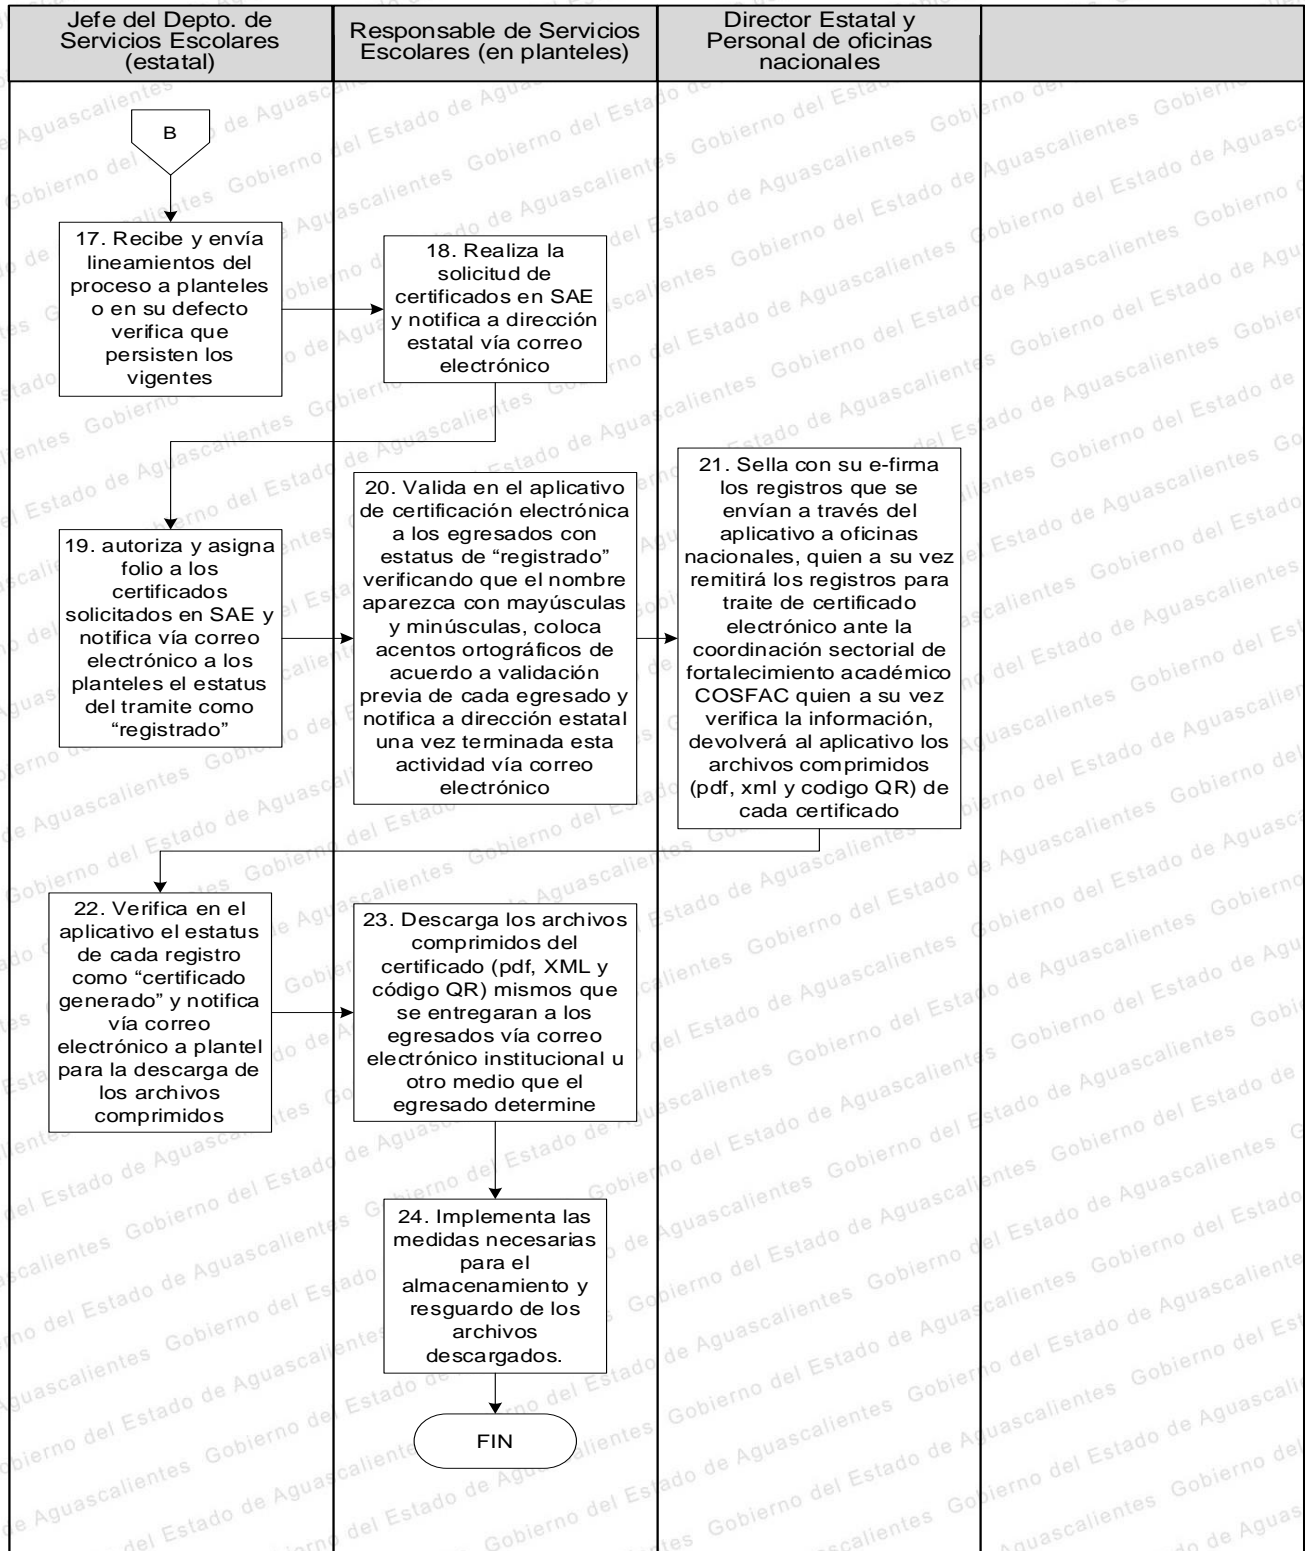 Jefe del Depto. de
Servicios Escolares
(estatal)
Responsable de Servicios
Escolares (en planteles)
Director Estatal y
Personal de oficinas
nacionales
B
17. Recibe y envía
lineamientos del
proceso a planteles
o en su defecto
verifica que
persisten los
vigentes
18. Realiza la
solicitud de
certificados en SAE
y notifica a dirección
estatal vía correo
electrónico
19. autoriza y asigna
folio a los
certificados
solicitados en SAE y
notifica vía correo
electrónico a los
planteles el estatus
del tramite como
“registrado”
20. Valida en el aplicativo
de certificación electrónica
a los egresados con
estatus de “registrado”
verificando que el nombre
aparezca con mayúsculas
y minúsculas, coloca
acentos ortográficos de
acuerdo a validación
previa de cada egresado y
notifica a dirección estatal
una vez terminada esta
actividad vía correo
electrónico
21. Sella con su e-firma
los registros que se
envían a través del
aplicativo a oficinas
nacionales, quien a su vez
remitirá los registros para
traite de certificado
electrónico ante la
coordinación sectorial de
fortalecimiento académico
COSFAC quien a su vez
verifica la información,
devolverá al aplicativo los
archivos comprimidos
(pdf, xml y codigo QR) de
cada certificado
22. Verifica en el
aplicativo el estatus
de cada registro
como “certificado
generado” y notifica
vía correo
electrónico a plantel
para la descarga de
los archivos
comprimidos
23. Descarga los archivos
comprimidos del
certificado (pdf, XML y
código QR) mismos que
se entregaran a los
egresados vía correo
electrónico institucional u
otro medio que el
egresado determine
24. Implementa las
medidas necesarias
para el
almacenamiento y
resguardo de los
archivos
descargados.
FIN
Gobierno del Estado de Aguascalientes